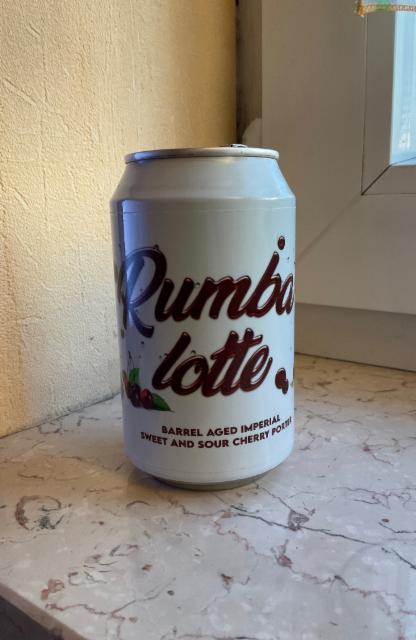 Rumba
lotte
BARREL AGED IMPERIAL
SWEET AND SOUR CHERRY PORTER